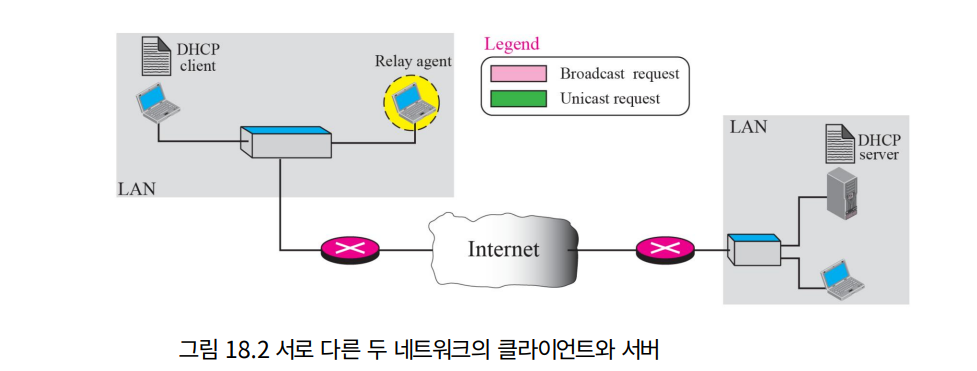 DHCP
client
Relay agent
LAN
Legend
Broadcast request
Unicast request
LAN
DHCP
server
Internet
그림 18.2 서로 다른 두 네트워크의 클라이언트와 서버